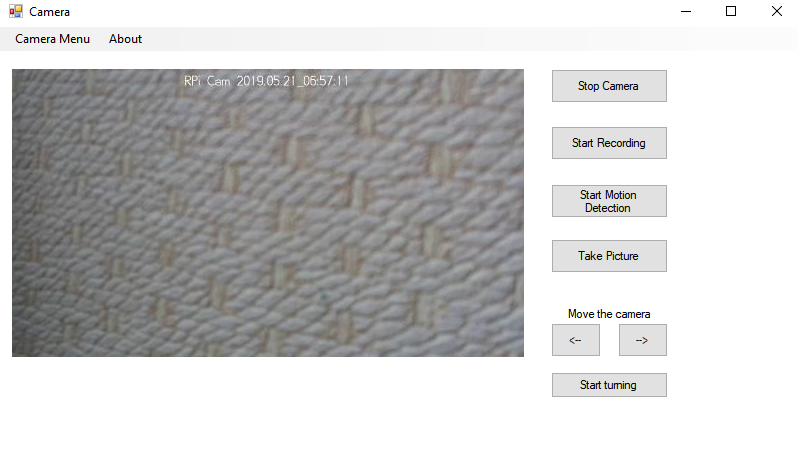 Camera
Camera Menu About
RPi Cam 2019.05.21_06:57:11
Stop Camera
Start Recording
Start Motion
Detection
Take Picture
Move the camera
<-- -->
Start turning